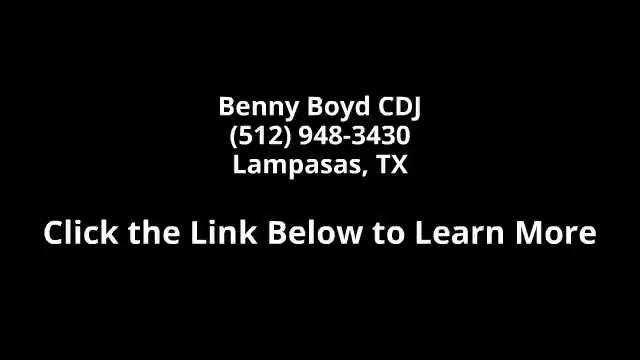 Benny Boyd CDJ
(512) 948-3430
Lampasas, TX
Click the Link Below to Learn More